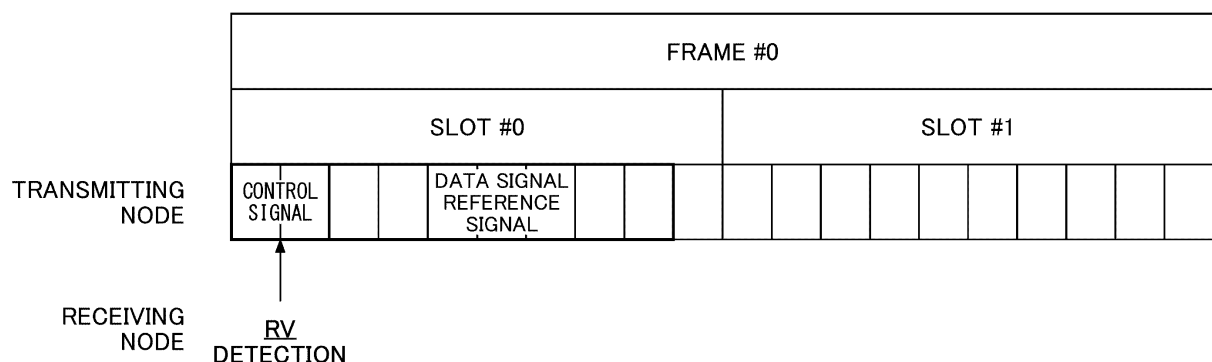 FRAME #0
SLOT #0
SLOT #1
TRANSMITTING
NODE
CONTROL
SIGNAL
DATA SIGNAL
REFERENCE
SIGNAL
RECEIVING
NODE
RV
DETECTION